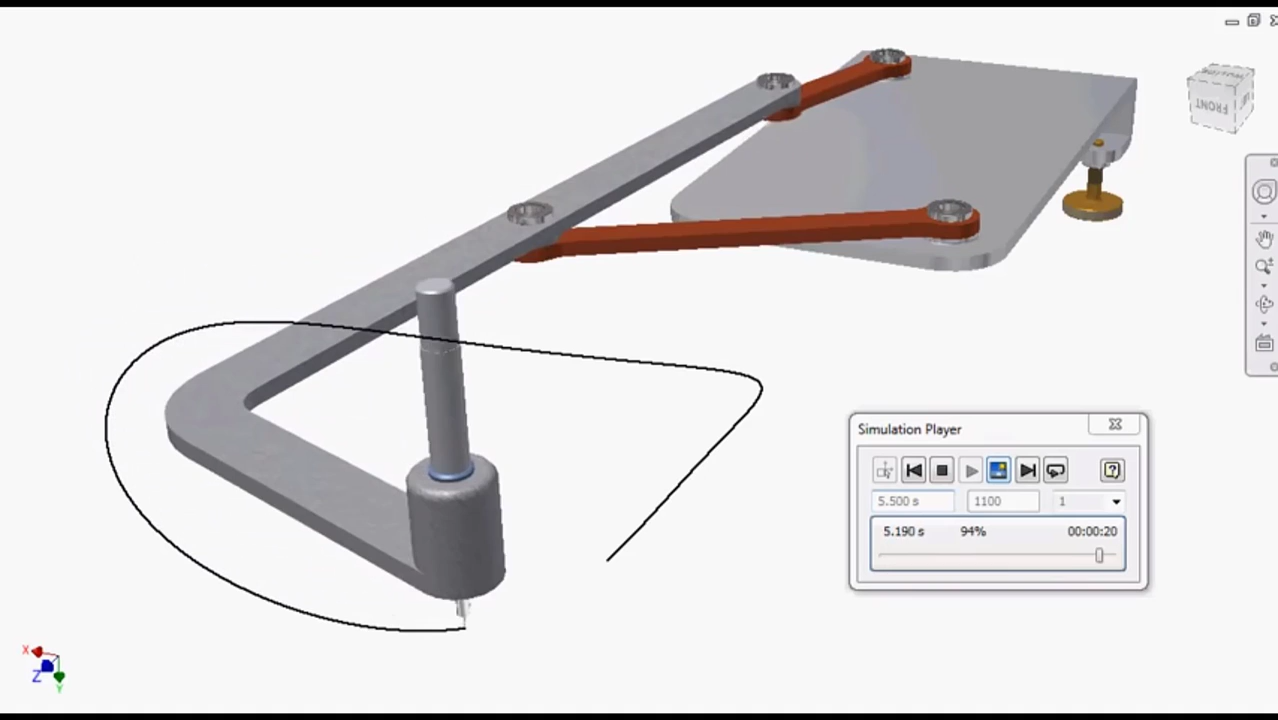 FRONT
Simulation Player
5.500 s
1100
1
5.190 s
94%
00:00:20
X
Z
Y